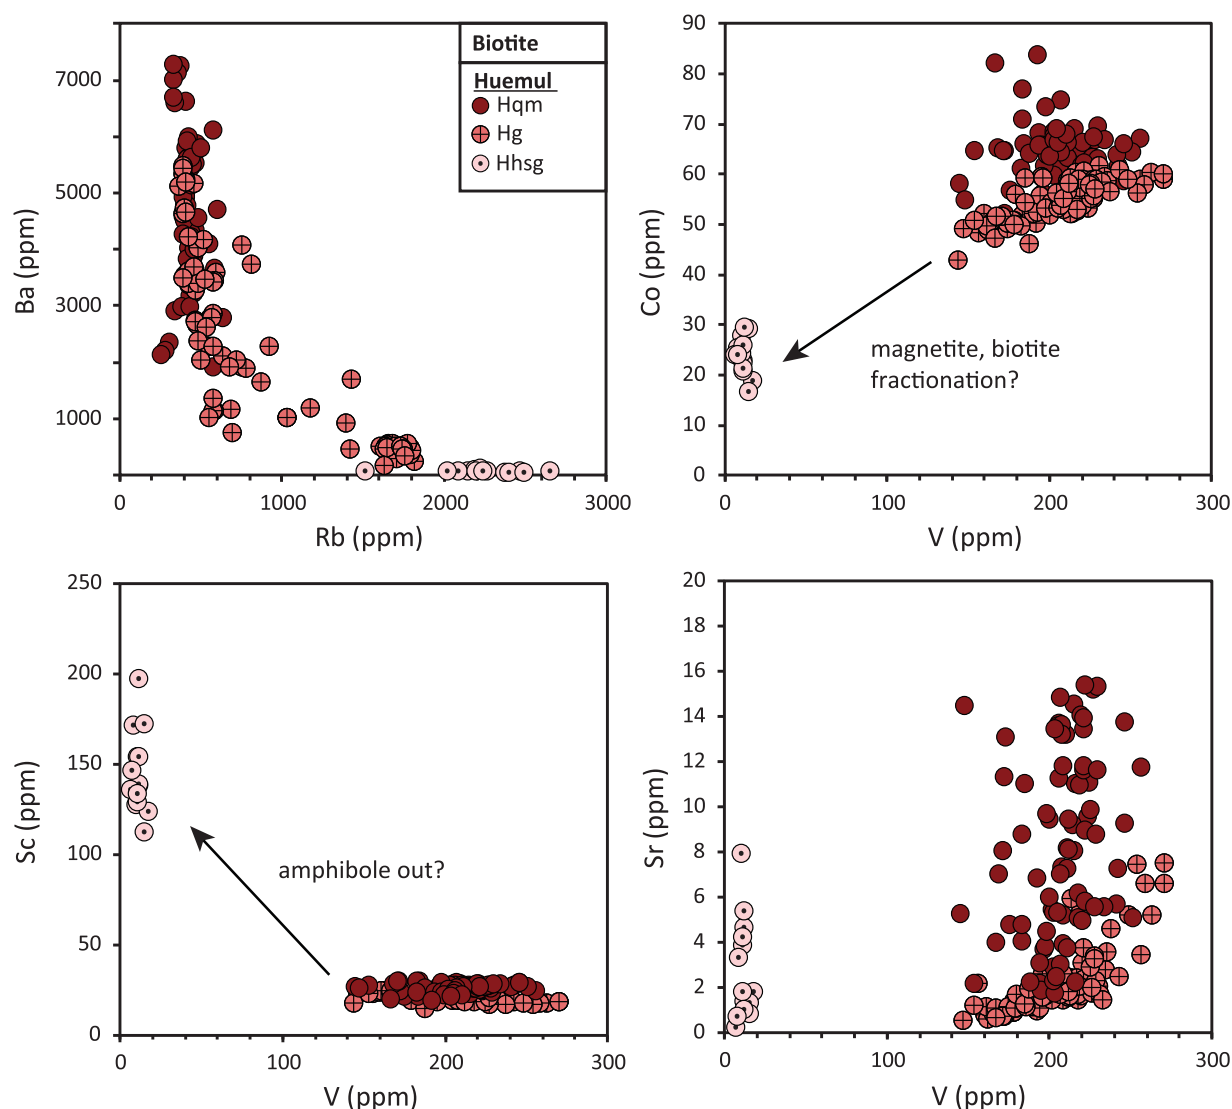 Biotite
Huemul
Hqm
Hg
Hhsg
7000
5000
3000
1000
Ba (ppm)
0
1000
2000
3000
Rb (ppm)
90
80
70
60
50
40
30
20
10
0
Co (ppm)
magnetite, biotite
fractionation?
0
100
200
300
V (ppm)
250
200
150
100
50
0
Sc (ppm)
amphibole out?
0
100
200
300
V (ppm)
20
18
16
14
12
10
8
6
4
2
0
Sr (ppm)
0
100
200
300
V (ppm)